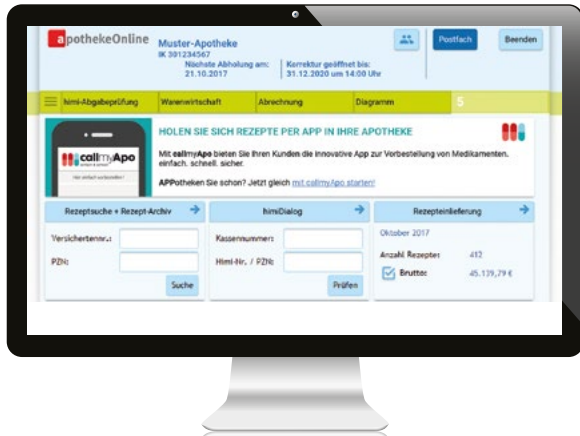 apothekeOnline
Muster-Apotheke
IK 301234567
Nächste Abholung am:
21.10.2017
Korrektur geöffnet bis:
31.12.2020 um 14:00 Uhr
Postfach
Beenden
himi-Abgabeprüfung
Warenwirtschaft
Abrechnung
Diagramm
5
callmyApo
HOLEN SIE SICH REZEPTE PER APP IN IHRE APOTHEKE
Mit callmyApo bieten Sie Ihren Kunden die innovative App zur Vorbestellung von Medikamenten.
einfach. schnell. sicher.
APPotheken Sie schon? Jetzt gleich mit callmyApo starten!
Rezeptsuche + Rezept-Archiv
Versichertennr.:
PZN:
Suche
himiDialog
Kassennummer:
Himi-Nr. / PZN:
Prüfen
Rezepteinlieferung
Oktober 2017
Anzahl Rezepte: 412
Brutto: 45.139,79 €